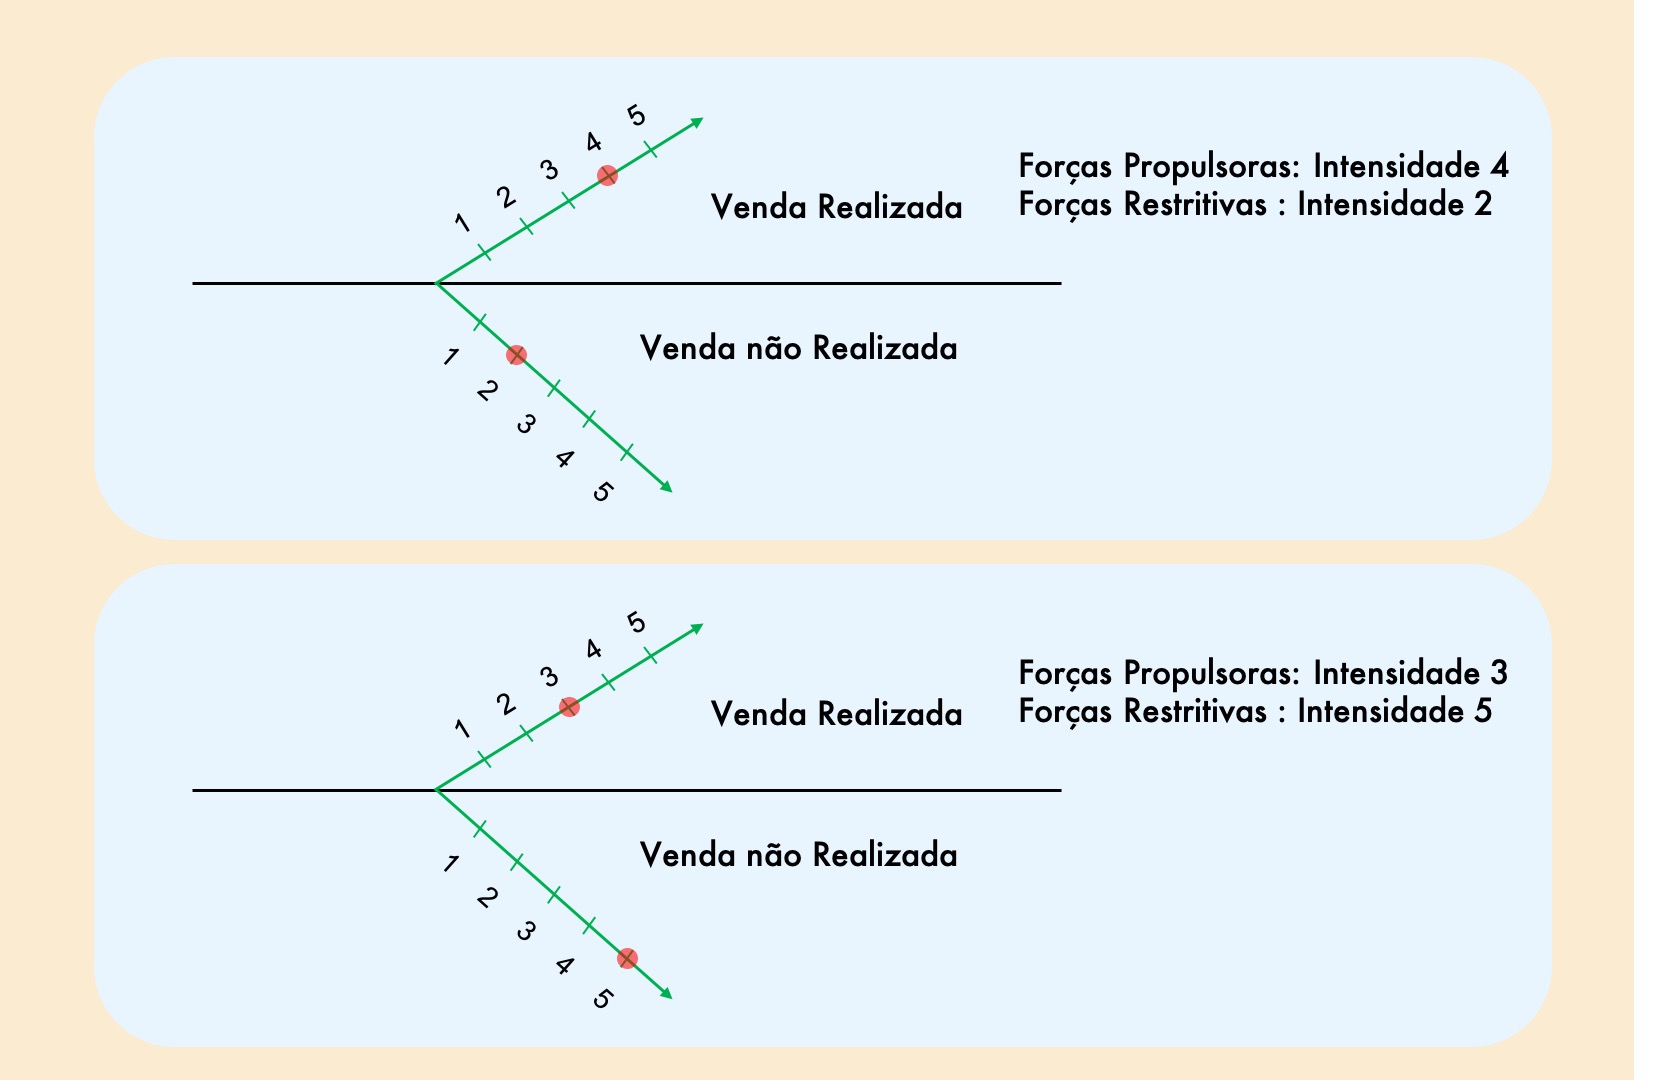 5
4
3
2
1
Forças Propulsoras: Intensidade 4
Venda Realizada
Forças Restritivas : Intensidade 2
Venda não Realizada
1
2
3
4
5
5
4
3
2
1
Forças Propulsoras: Intensidade 3
Venda Realizada
Forças Restritivas : Intensidade 5
Venda não Realizada
1
2
3
4
5